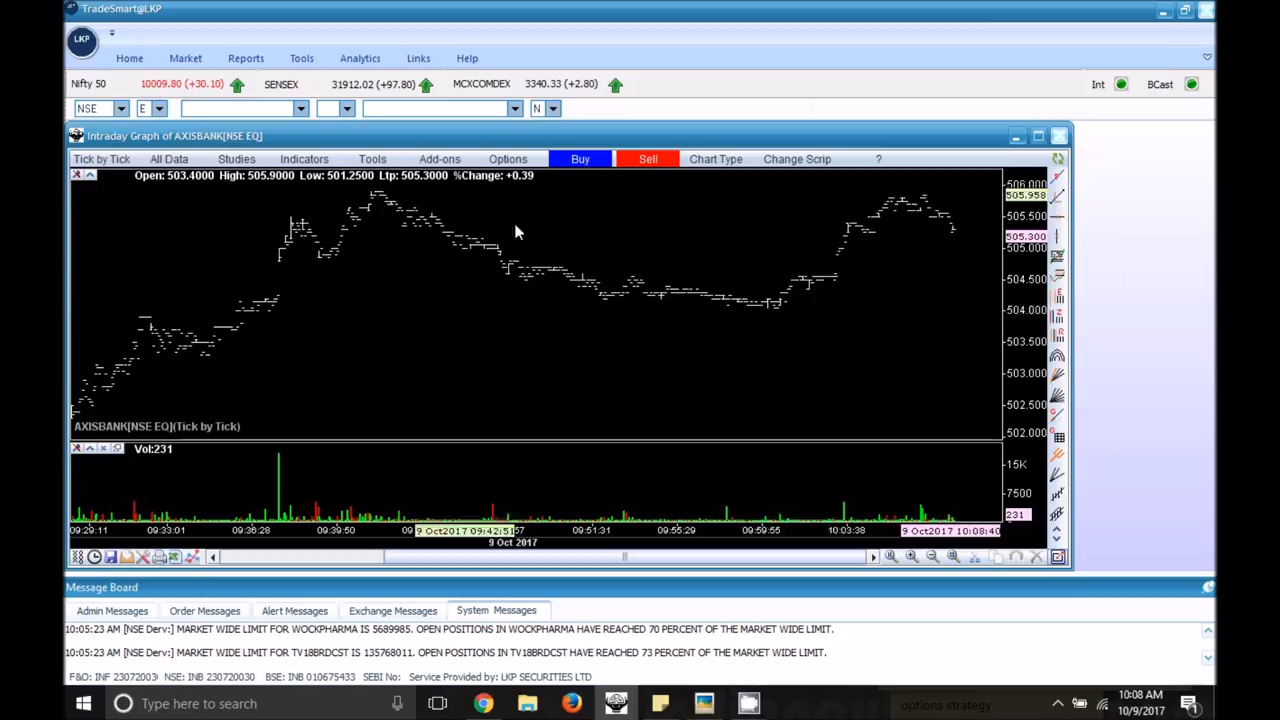 TradeSmart@LKP
LKP
Home Market Reports Tools Analytics Links Help
Nifty 50 10009.80 (+30.10) SENSEX 31912.02 (+97.80) MCXCOMDEX 3340.33 (+2.80) Int BCast
NSE E N
Intraday Graph of AXISBANK[NSE EQ]
Tick by Tick All Data Studies Indicators Tools Add-ons Options Buy Sell Chart Type Change Scrip ?
Open: 503.4000 High: 505.9000 Low: 501.2500 Ltp: 505.3000 %Change: +0.39
506.000
505.958
505.500
505.300
505.000
504.500
504.000
503.500
503.000
502.500
502.000
AXISBANK[NSE EQ](Tick by Tick)
Vol:231
15K
7500
231
09:29:11 09:33:01 09:36:28 09:39:50 9 Oct2017 09:42:51 09:51:31 09:55:29 09:59:55 10:03:38 9 Oct2017 10:08:40
9 Oct 2017
Message Board
Admin Messages Order Messages Alert Messages Exchange Messages System Messages
10:05:23 AM [NSE Derv:] MARKET WIDE LIMIT FOR WOCKPHARMA IS 5689985. OPEN POSITIONS IN WOCKPHARMA HAVE REACHED 70 PERCENT OF THE MARKET WIDE LIMIT.
10:05:23 AM [NSE Derv:] MARKET WIDE LIMIT FOR TV18BRDCST IS 135768011. OPEN POSITIONS IN TV18BRDCST HAVE REACHED 73 PERCENT OF THE MARKET WIDE LIMIT.
F&O: INF 23072003 NSE: INB 230720030 BSE: INB 010675433 SEBI No: Service Provided by: LKP SECURITIES LTD
Type here to search
options strategy
10:08 AM
10/9/2017